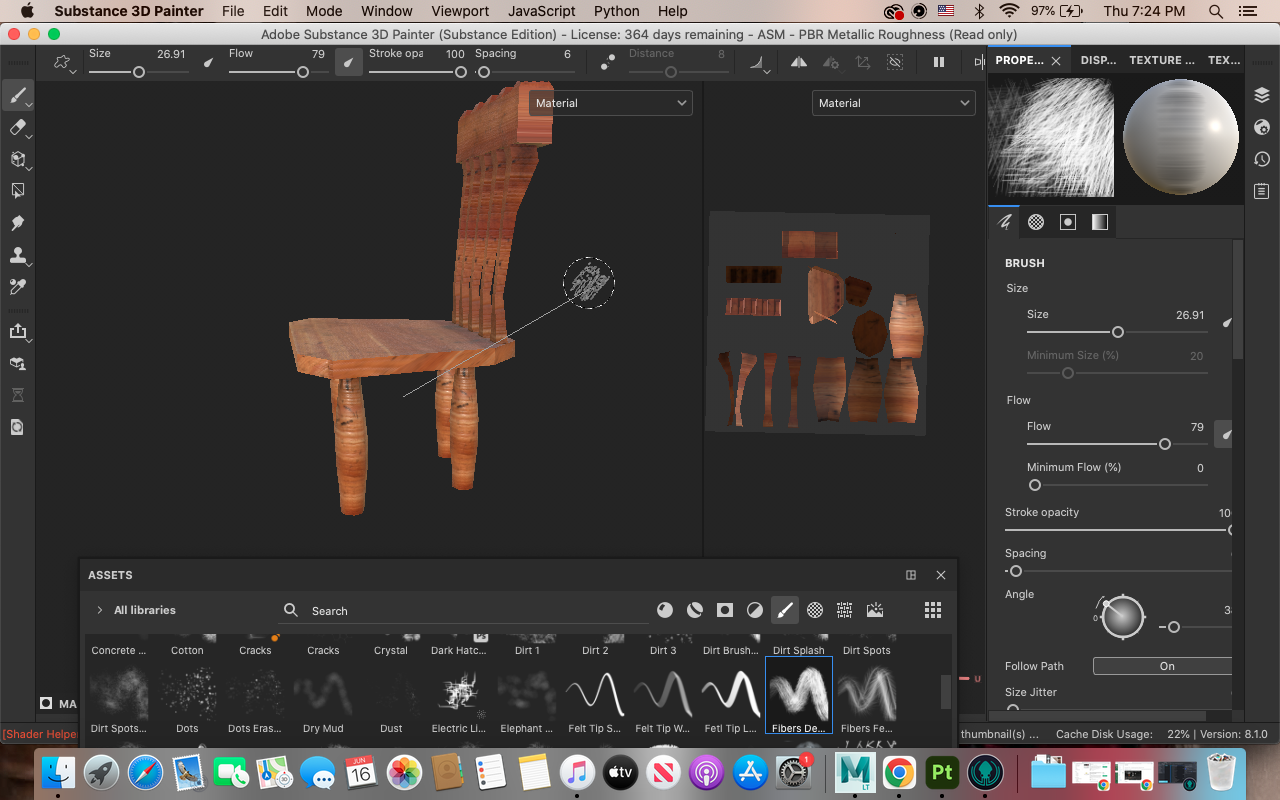 Substance 3D Painter File Edit Mode Window Viewport JavaScript Python Help 97% Thu 7:24 PM
Adobe Substance 3D Painter (Substance Edition) - License: 364 days remaining - ASM - PBR Metallic Roughness (Read only)
Size 26.91 Flow 79 Stroke opa 100 Spacing 6 Distance 8
PROPE... DISP... TEXTURE ... TEX...
Material
Material
BRUSH
Size
Size 26.91
Minimum Size (%) 20
Flow
Flow 79
Minimum Flow (%) 0
Stroke opacity 10
Spacing
Angle
0
3
Follow Path On
Size Jitter
ASSETS
All libraries
Search
Concrete ... Cotton Cracks Cracks Crystal Dark Hatc... Dirt 1 Dirt 2 Dirt 3 Dirt Brush... Dirt Splash Dirt Spots
Ps
Dirt Spots... Dots Dots Eras... Dry Mud Dust Electric Li... Elephant ... Felt Tip S... Felt Tip W... Fetl Tip L... Fibers De... Fibers Fe...
MA
U
[Shader Helper
thumbnail(s) ... Cache Disk Usage: 22% | Version: 8.1.0
JUN
16
tv
1
M
LT
Pt